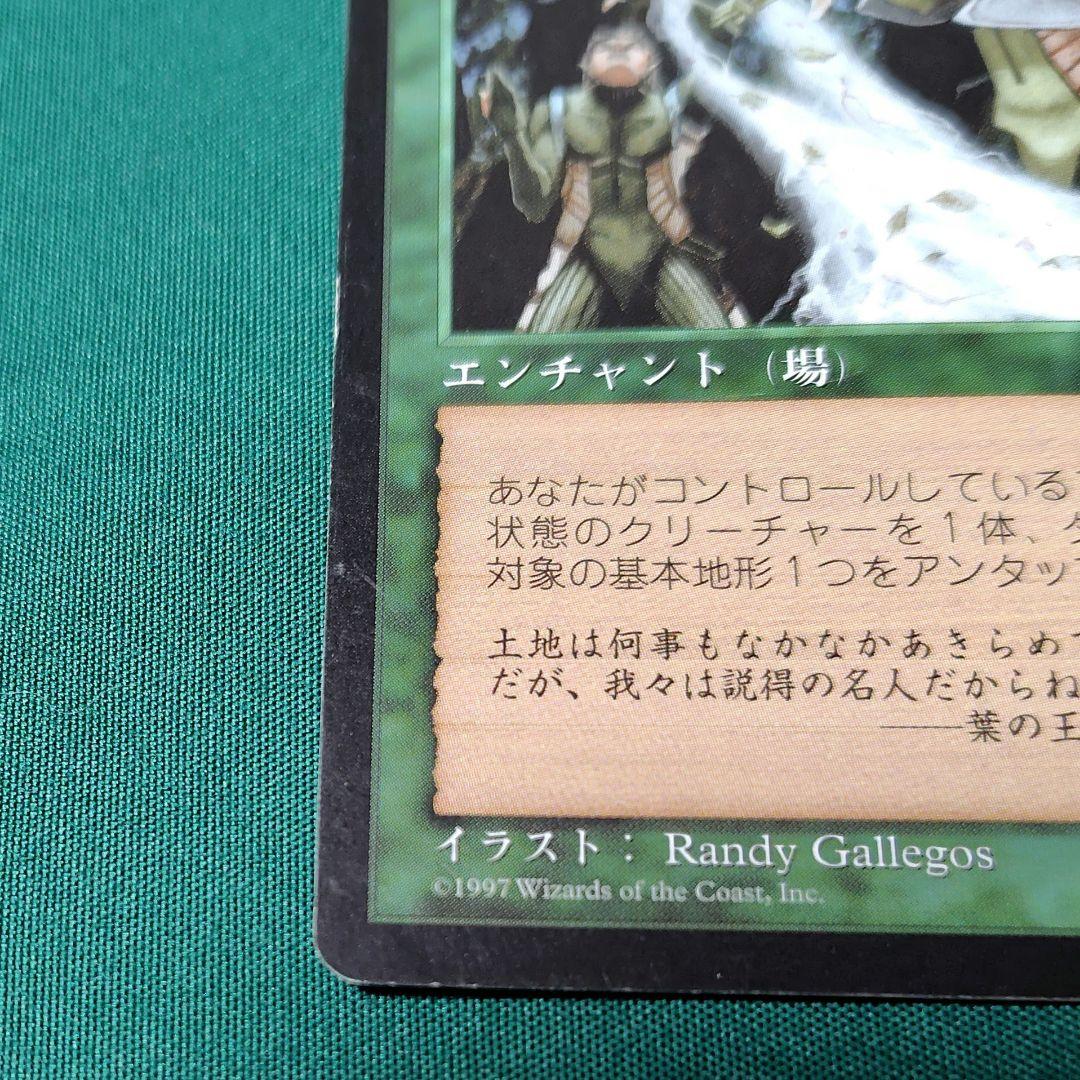 エンチャント（場）
あなたがコントロールしている
状態のクリーチャーを1体、タ
対象の基本地形1つをアンタップ
土地は何事もなかなかあきらめて
だが、我々は説得の名人だからね
――葉の王
イラスト：Randy Gallegos
©1997 Wizards of the Coast, Inc.